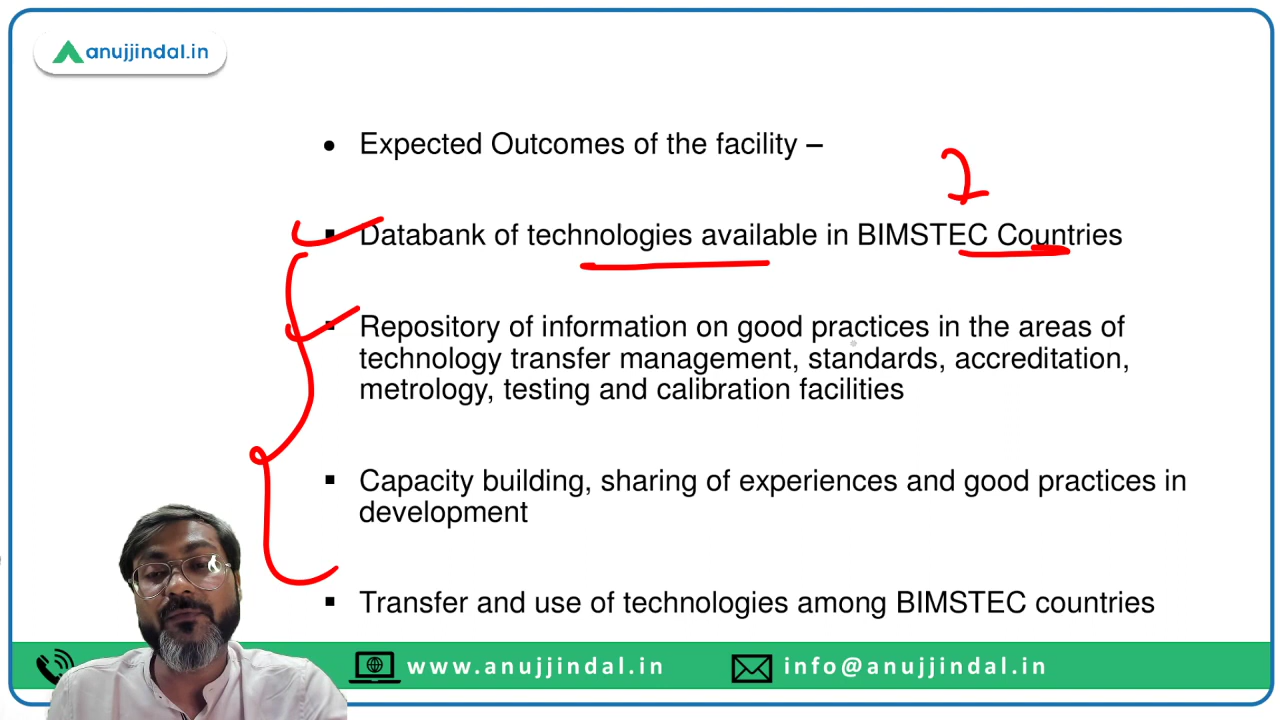 anujjindal.in
Expected Outcomes of the facility –
7
Databank of technologies available in BIMSTEC Countries
Repository of information on good practices in the areas of
technology transfer management, standards, accreditation,
metrology, testing and calibration facilities
Capacity building, sharing of experiences and good practices in
development
Transfer and use of technologies among BIMSTEC countries
www.anujjindal.in info@anujjindal.in